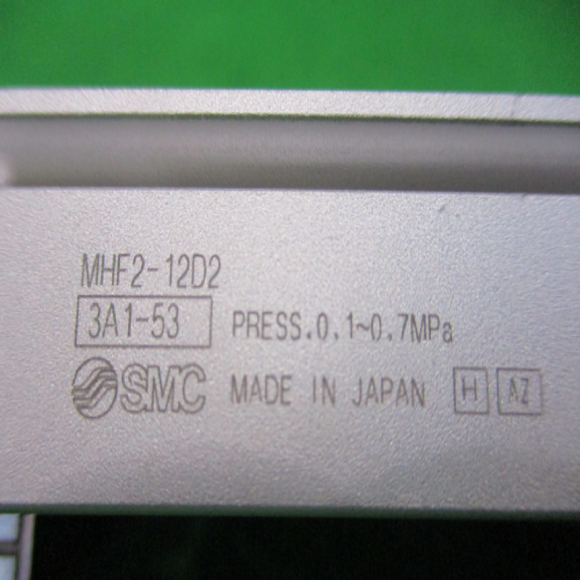 MHF2-12D2
3A1-53 PRESS.0.1~0.7MPa
SMC MADE IN JAPAN H AZ